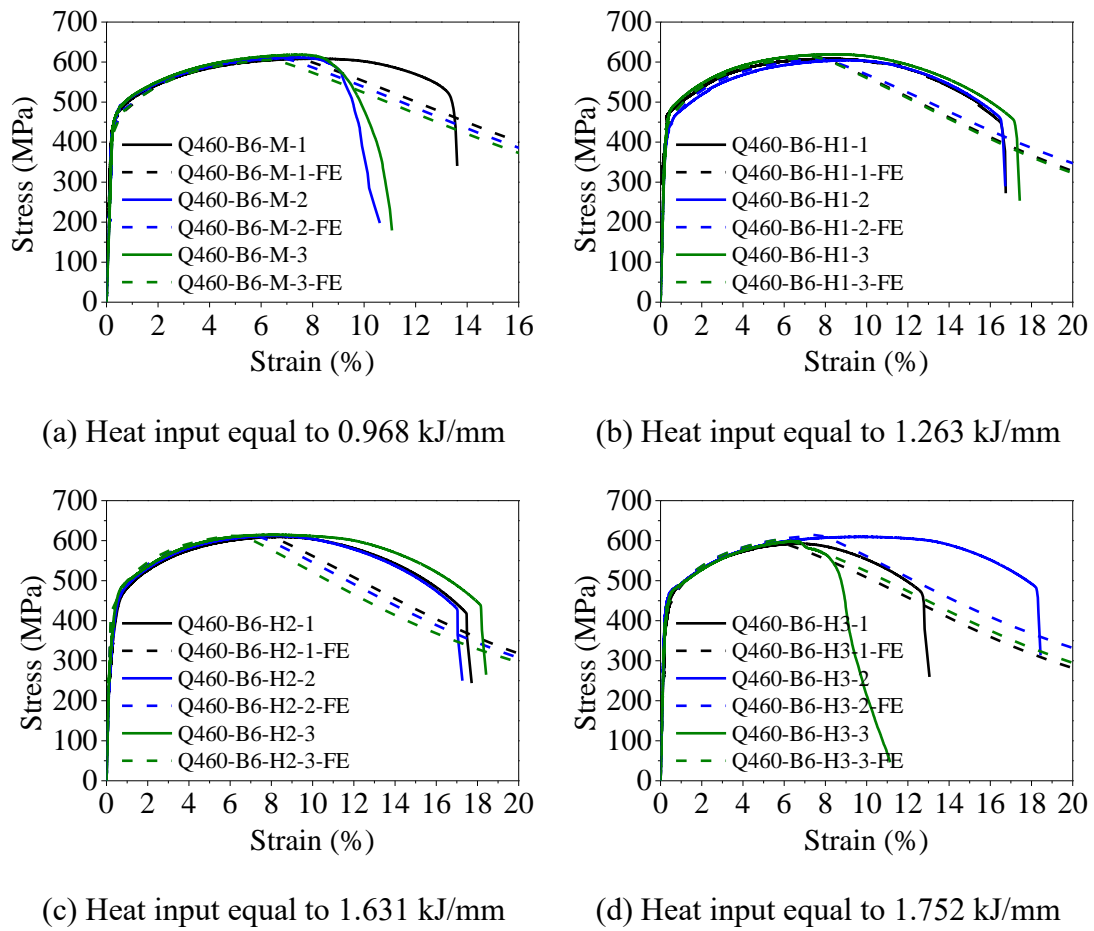 700
600
500
400
300
200
100
0
Stress (MPa)
Q460-B6-M-1
Q460-B6-M-1-FE
Q460-B6-M-2
Q460-B6-M-2-FE
Q460-B6-M-3
Q460-B6-M-3-FE
0 2 4 6 8 10 12 14 16
Strain (%)
(a) Heat input equal to 0.968 kJ/mm
700
600
500
400
300
200
100
0
Stress (MPa)
Q460-B6-H1-1
Q460-B6-H1-1-FE
Q460-B6-H1-2
Q460-B6-H1-2-FE
Q460-B6-H1-3
Q460-B6-H1-3-FE
0 2 4 6 8 10 12 14 16 18 20
Strain (%)
(b) Heat input equal to 1.263 kJ/mm
700
600
500
400
300
200
100
0
Stress (MPa)
Q460-B6-H2-1
Q460-B6-H2-1-FE
Q460-B6-H2-2
Q460-B6-H2-2-FE
Q460-B6-H2-3
Q460-B6-H2-3-FE
0 2 4 6 8 10 12 14 16 18 20
Strain (%)
(c) Heat input equal to 1.631 kJ/mm
700
600
500
400
300
200
100
0
Stress (MPa)
Q460-B6-H3-1
Q460-B6-H3-1-FE
Q460-B6-H3-2
Q460-B6-H3-2-FE
Q460-B6-H3-3
Q460-B6-H3-3-FE
0 2 4 6 8 10 12 14 16 18 20
Strain (%)
(d) Heat input equal to 1.752 kJ/mm